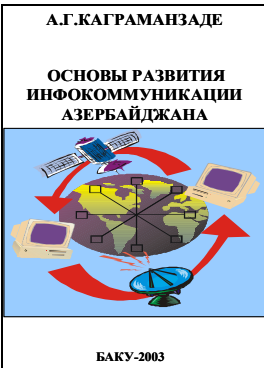 А.Г.КАГРАМАНЗАДЕ
ОСНОВЫ РАЗВИТИЯ
ИНФОКОММУНИКАЦИИ
АЗЕРБАЙДЖАНА
БАКУ-2003